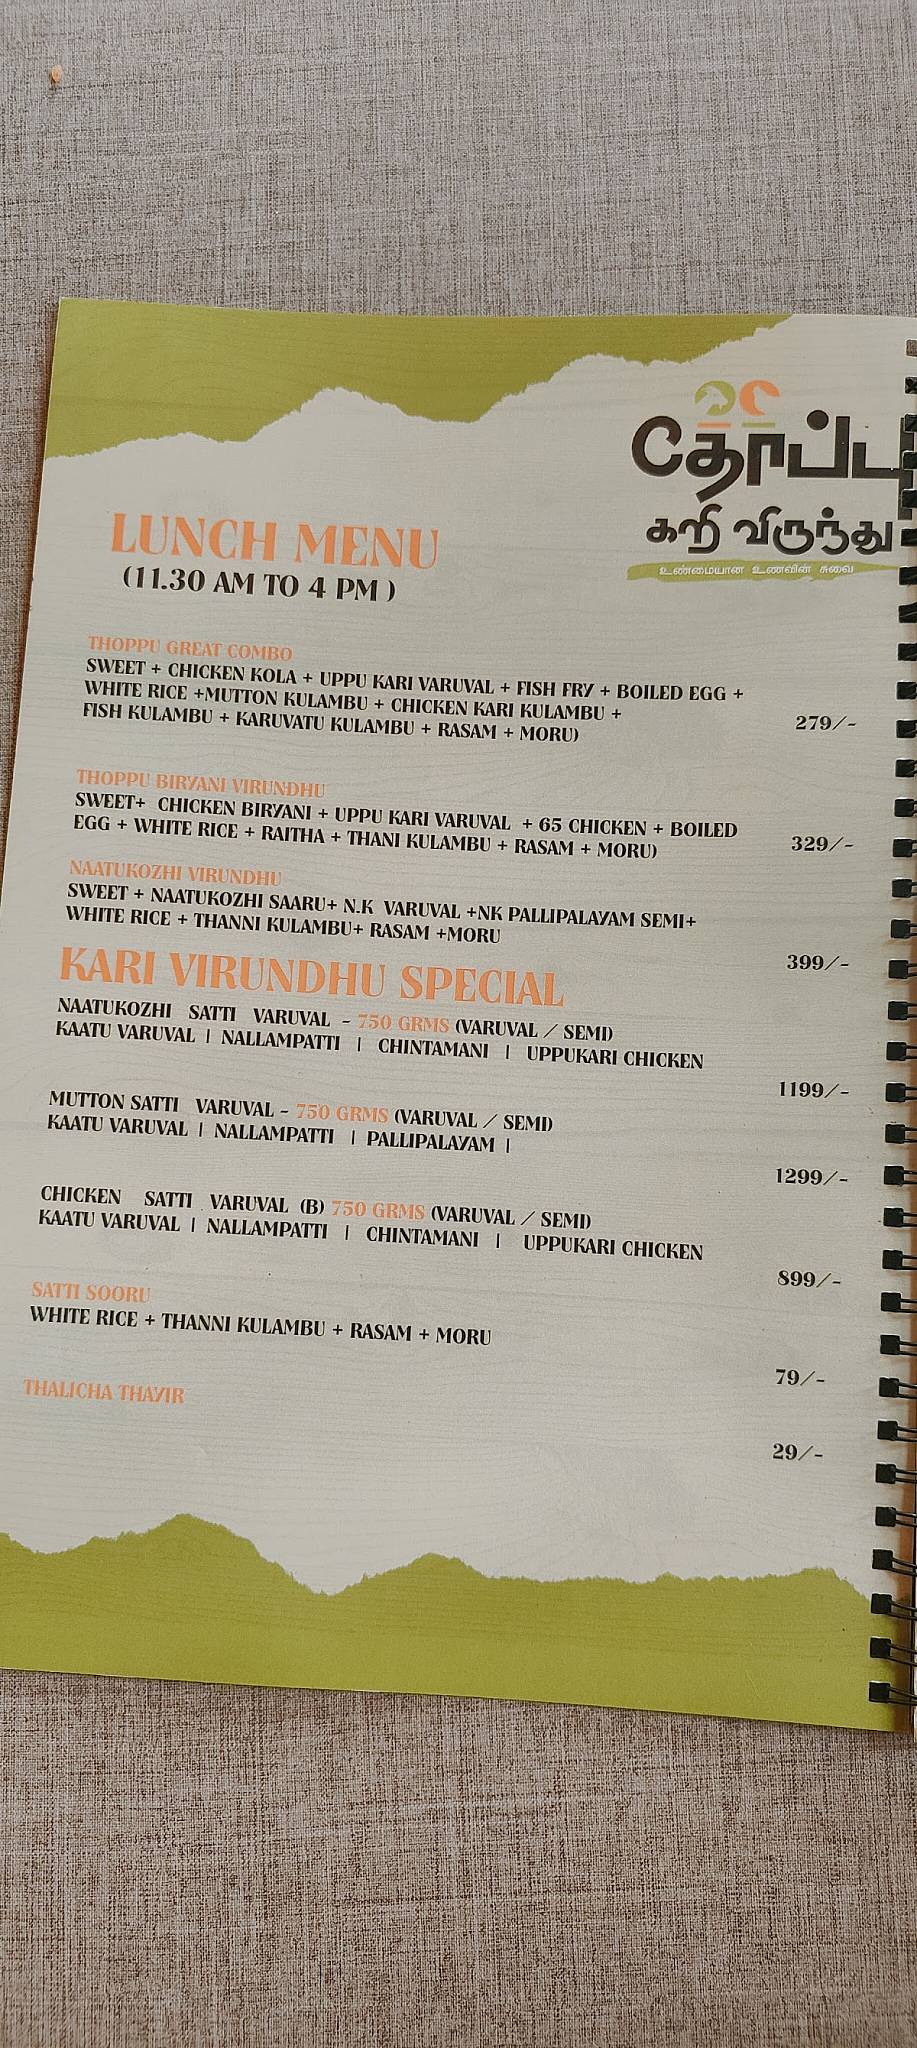 தோப்பு
கறி விருந்து
உண்மையான உணவின் சுவை
LUNCH MENU
(11.30 AM TO 4 PM )
THOPPU GREAT COMBO
SWEET + CHICKEN KOLA + UPPU KARI VARUVAL + FISH FRY + BOILED EGG +
WHITE RICE +MUTTON KULAMBU + CHICKEN KARI KULAMBU +
FISH KULAMBU + KARUVATU KULAMBU + RASAM + MORU)
279/-
THOPPU BIRYANI VIRUNDHU
SWEET+ CHICKEN BIRYANI + UPPU KARI VARUVAL + 65 CHICKEN + BOILED
EGG + WHITE RICE + RAITHA + THANI KULAMBU + RASAM + MORU)
329/-
NAATUKOZHI VIRUNDHU
SWEET + NAATUKOZHI SAARU+ N.K VARUVAL +NK PALLIPALAYAM SEMI+
WHITE RICE + THANNI KULAMBU+ RASAM +MORU
399/-
KARI VIRUNDHU SPECIAL
NAATUKOZHI SATTI VARUVAL - 750 GRMS (VARUVAL / SEMI)
KAATU VARUVAL | NALLAMPATTI | CHINTAMANI | UPPUKARI CHICKEN
1199/-
MUTTON SATTI VARUVAL - 750 GRMS (VARUVAL / SEMI)
KAATU VARUVAL | NALLAMPATTI | PALLIPALAYAM |
1299/-
CHICKEN SATTI VARUVAL (B) 750 GRMS (VARUVAL / SEMI)
KAATU VARUVAL | NALLAMPATTI | CHINTAMANI | UPPUKARI CHICKEN
899/-
SATTI SOORU
WHITE RICE + THANNI KULAMBU + RASAM + MORU
79/-
THALICHA THAYIR
29/-